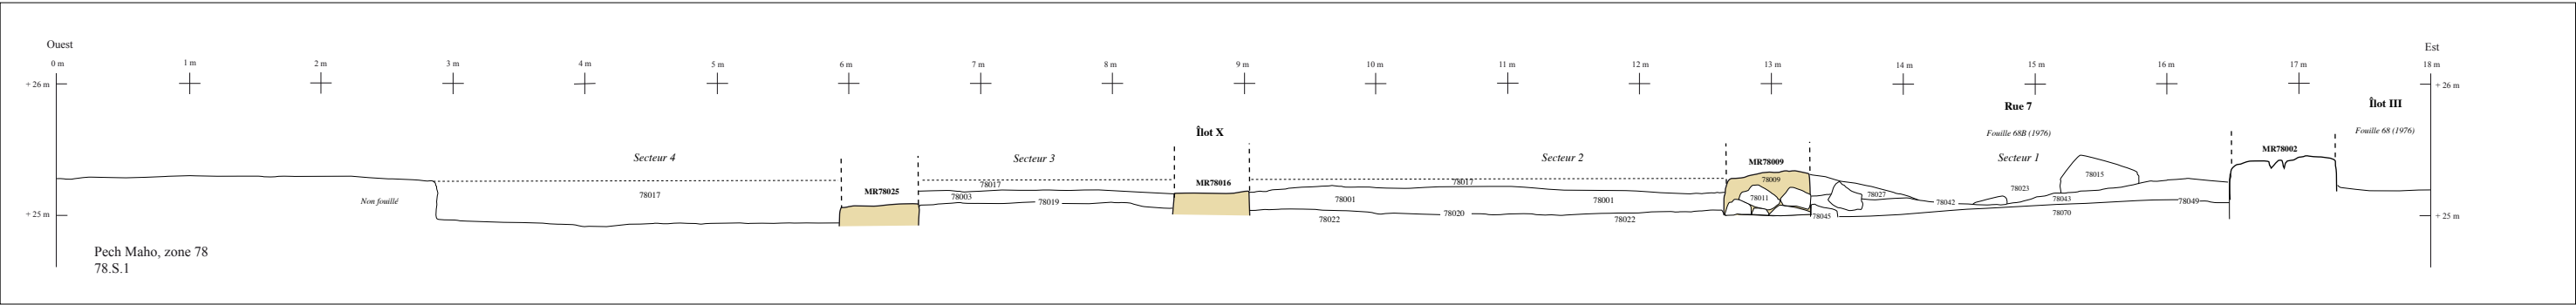 Ouest
Est
0 m 1 m 2 m 3 m 4 m 5 m 6 m 7 m 8 m 9 m 10 m 11 m 12 m 13 m 14 m 15 m 16 m 17 m 18 m
+ 26 m
+ 26 m
Rue 7
Îlot III
Îlot X
Fouille 68B (1976)
Fouille 68 (1976)
Secteur 4
Secteur 3
Secteur 2
Secteur 1
MR78002
MR78009
MR78025
MR78016
78017
78017
78017
78009
78015
78023
78027
Non fouillé
78003
78019
78001
78001
78011
78042
78043
78049
78022
78020
78022
78045
78070
+ 25 m
+ 25 m
Pech Maho, zone 78
78.S.1